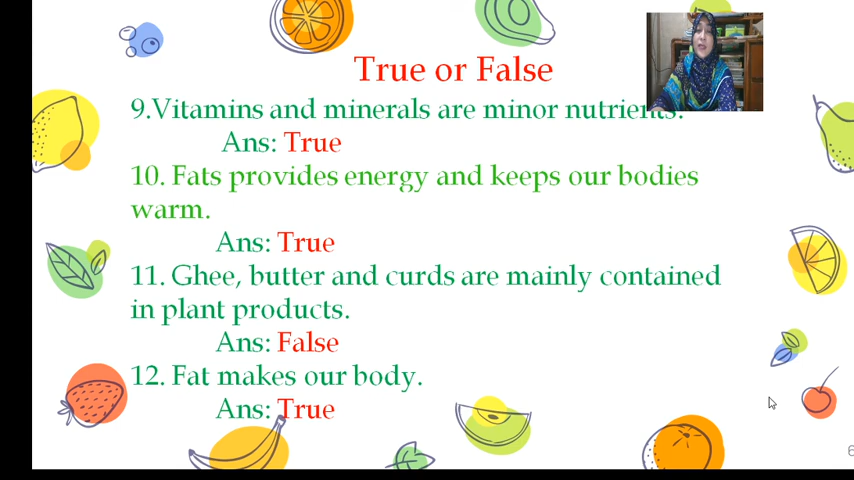 True or False
9.Vitamins and minerals are minor nutrients.
Ans: True
10. Fats provides energy and keeps our bodies
warm.
Ans: True
11. Ghee, butter and curds are mainly contained
in plant products.
Ans: False
12. Fat makes our body.
Ans: True
6